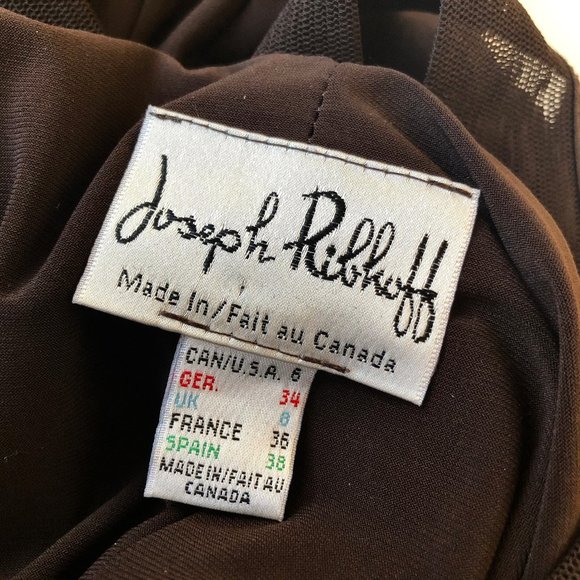 Joseph Ribkoff
Made In/Fait au Canada
CAN/U.S.A. 6
GER. 34
UK 8
FRANCE 36
SPAIN 38
MADE IN/FAIT AU
CANADA